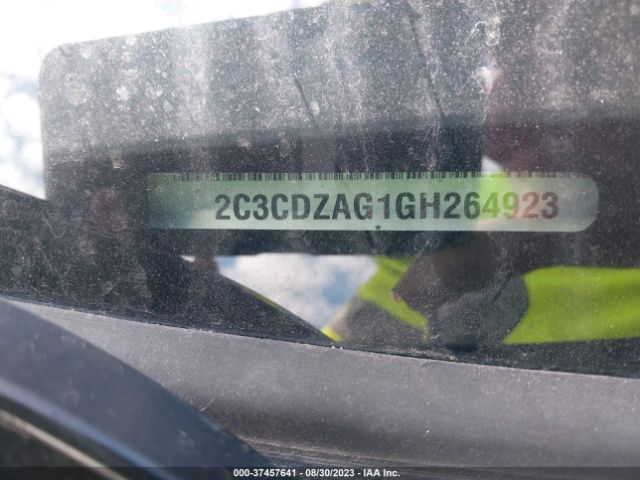 2C3CDZAG1GH264923
*
000-37457641 - 08/30/2023 - IAA Inc.